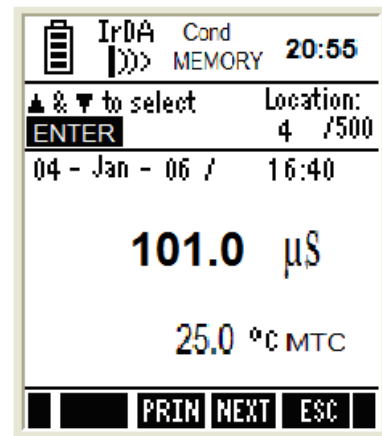 IrDA Cond
MEMORY 20:55
▲ & ▼ to select Location:
ENTER 4 /500
04 - Jan - 06 / 16:40
101.0 µS
25.0 ºC MTC
PRIN NEXT ESC